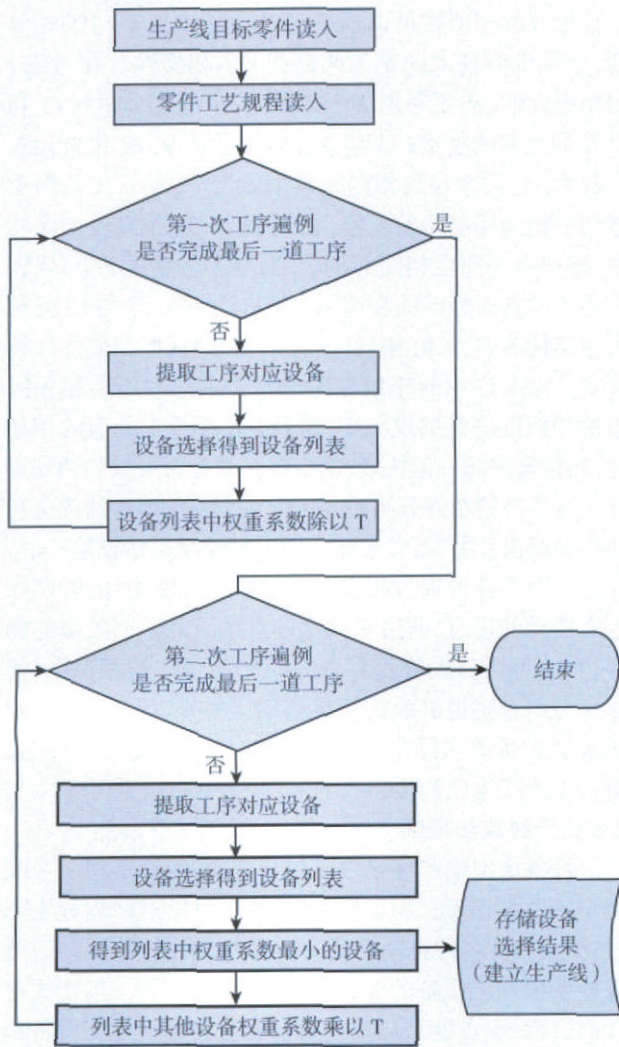 生产线目标零件读入
零件工艺规程读入
第一次工序遍例
是否完成最后一道工序
是
否
提取工序对应设备
设备选择得到设备列表
设备列表中权重系数除以 T
第二次工序遍例
是否完成最后一道工序
是
结束
否
提取工序对应设备
设备选择得到设备列表
得到列表中权重系数最小的设备
存储设备
选择结果
（建立生产线）
列表中其他设备权重系数乘以 T